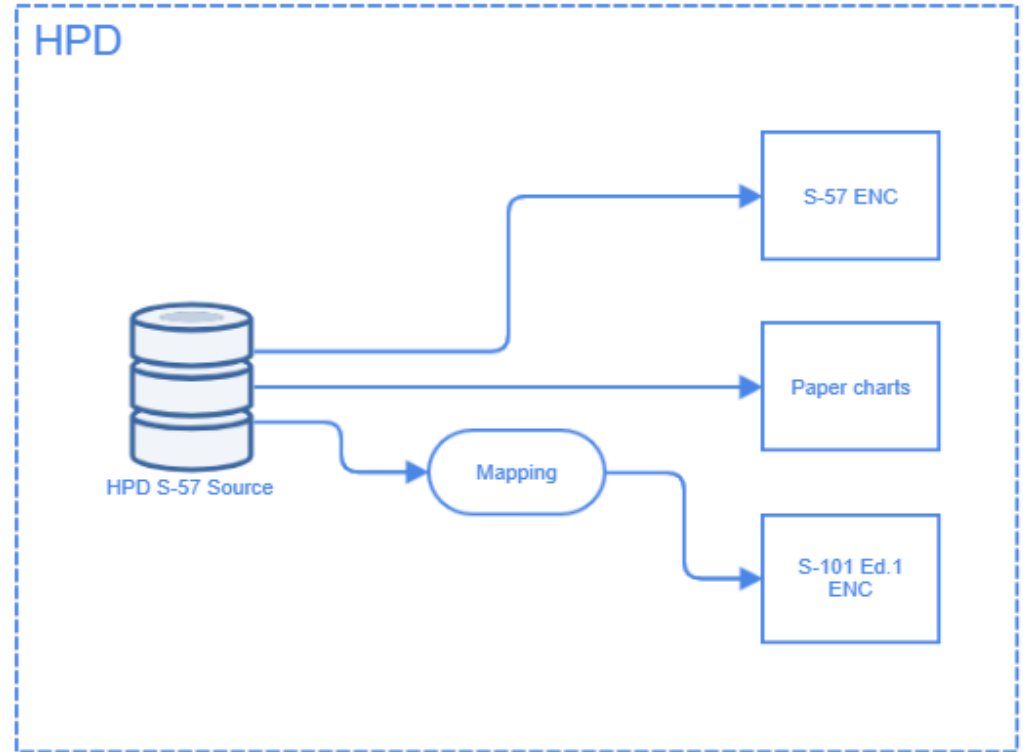 HPD
S-57 ENC
Paper charts
HPD S-57 Source
Mapping
S-101 Ed.1
ENC